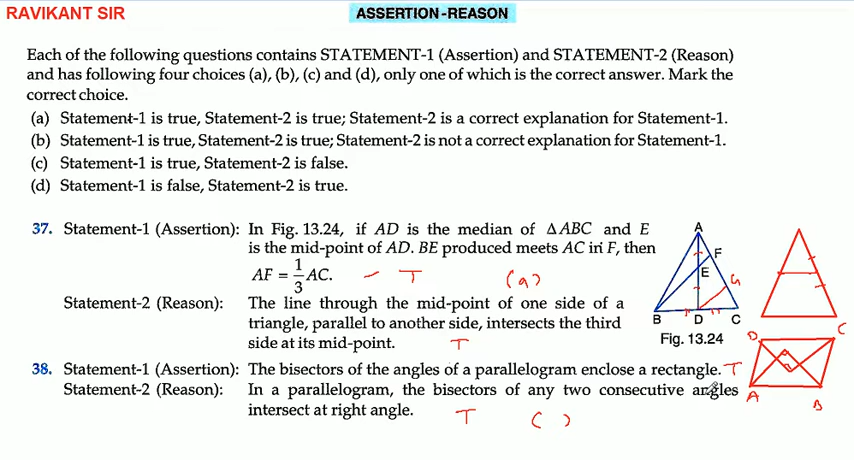 RAVIKANT SIR
ASSERTION-REASON
Each of the following questions contains STATEMENT-1 (Assertion) and STATEMENT-2 (Reason)
and has following four choices (a), (b), (c) and (d), only one of which is the correct answer. Mark the
correct choice.
(a) Statement-1 is true, Statement-2 is true; Statement-2 is a correct explanation for Statement-1.
(b) Statement-1 is true, Statement-2 is true; Statement-2 is not a correct explanation for Statement-1.
(c) Statement-1 is true, Statement-2 is false.
(d) Statement-1 is false, Statement-2 is true.
37. Statement-1 (Assertion): In Fig. 13.24, if AD is the median of ΔABC and E
is the mid-point of AD. BE produced meets AC in F, then
AF = 1/3 AC. T (a)
Statement-2 (Reason): The line through the mid-point of one side of a
triangle, parallel to another side, intersects the third
side at its mid-point. T
A
F
E
G
B D C
Fig. 13.24
38. Statement-1 (Assertion): The bisectors of the angles of a parallelogram enclose a rectangle. T
Statement-2 (Reason): In a parallelogram, the bisectors of any two consecutive angles
intersect at right angle. T ( )
D C
A B